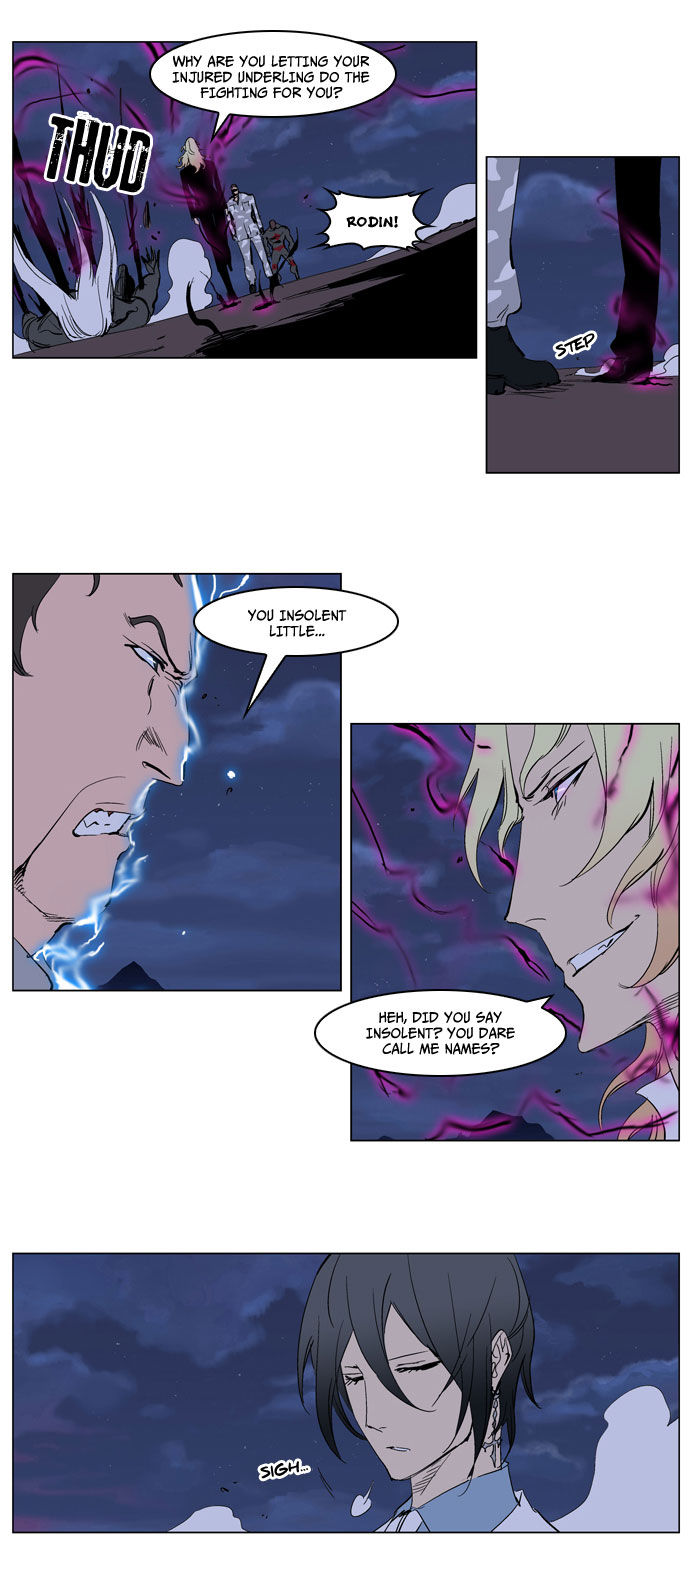 WHY ARE YOU LETTING YOUR
INJURED UNDERLING DO THE
FIGHTING FOR YOU?
THUD
RODIN!
STEP
YOU INSOLENT
LITTLE...
HEH, DID YOU SAY
INSOLENT? YOU DARE
CALL ME NAMES?
SIGH...